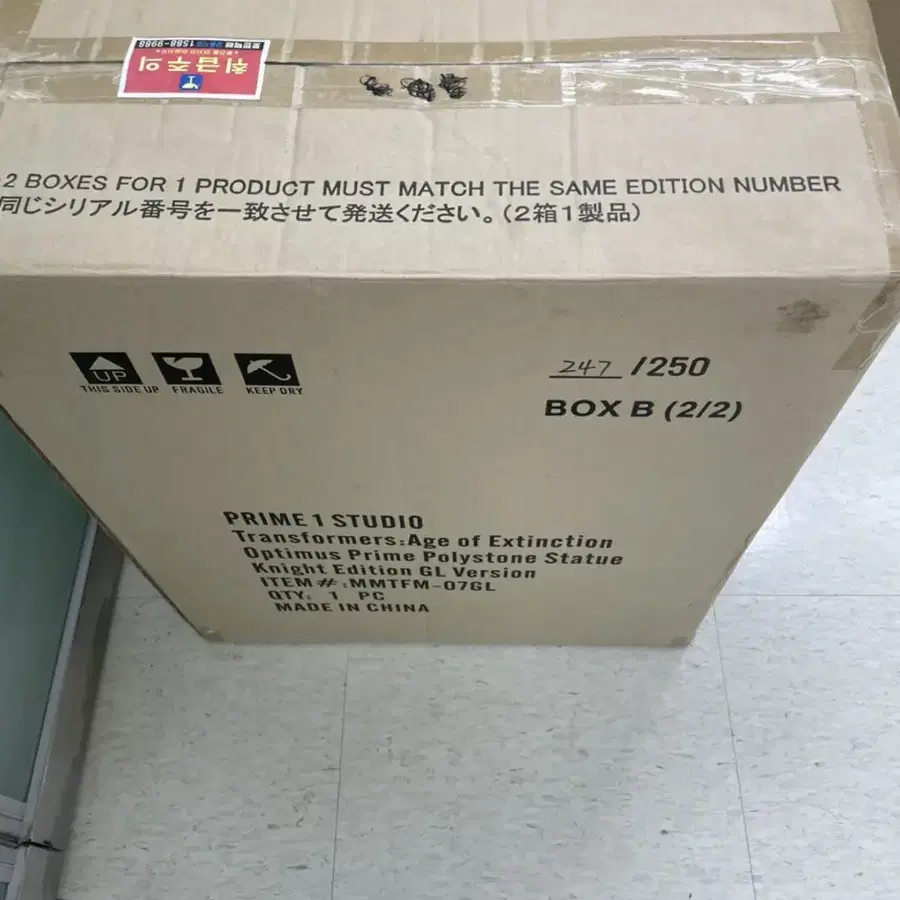 취급주의
1588-9988
2 BOXES FOR 1 PRODUCT MUST MATCH THE SAME EDITION NUMBER
同じシリアル番号を一致させて発送ください。(2箱1製品)
UP
THIS SIDE UP FRAGILE KEEP DRY
247 /250
BOX B (2/2)
PRIME 1 STUDIO
Transformers:Age of Extinction
Optimus Prime Polystone Statue
Knight Edition GL Version
ITEM#:MMTFM-07GL
QTY: 1 PC
MADE IN CHINA